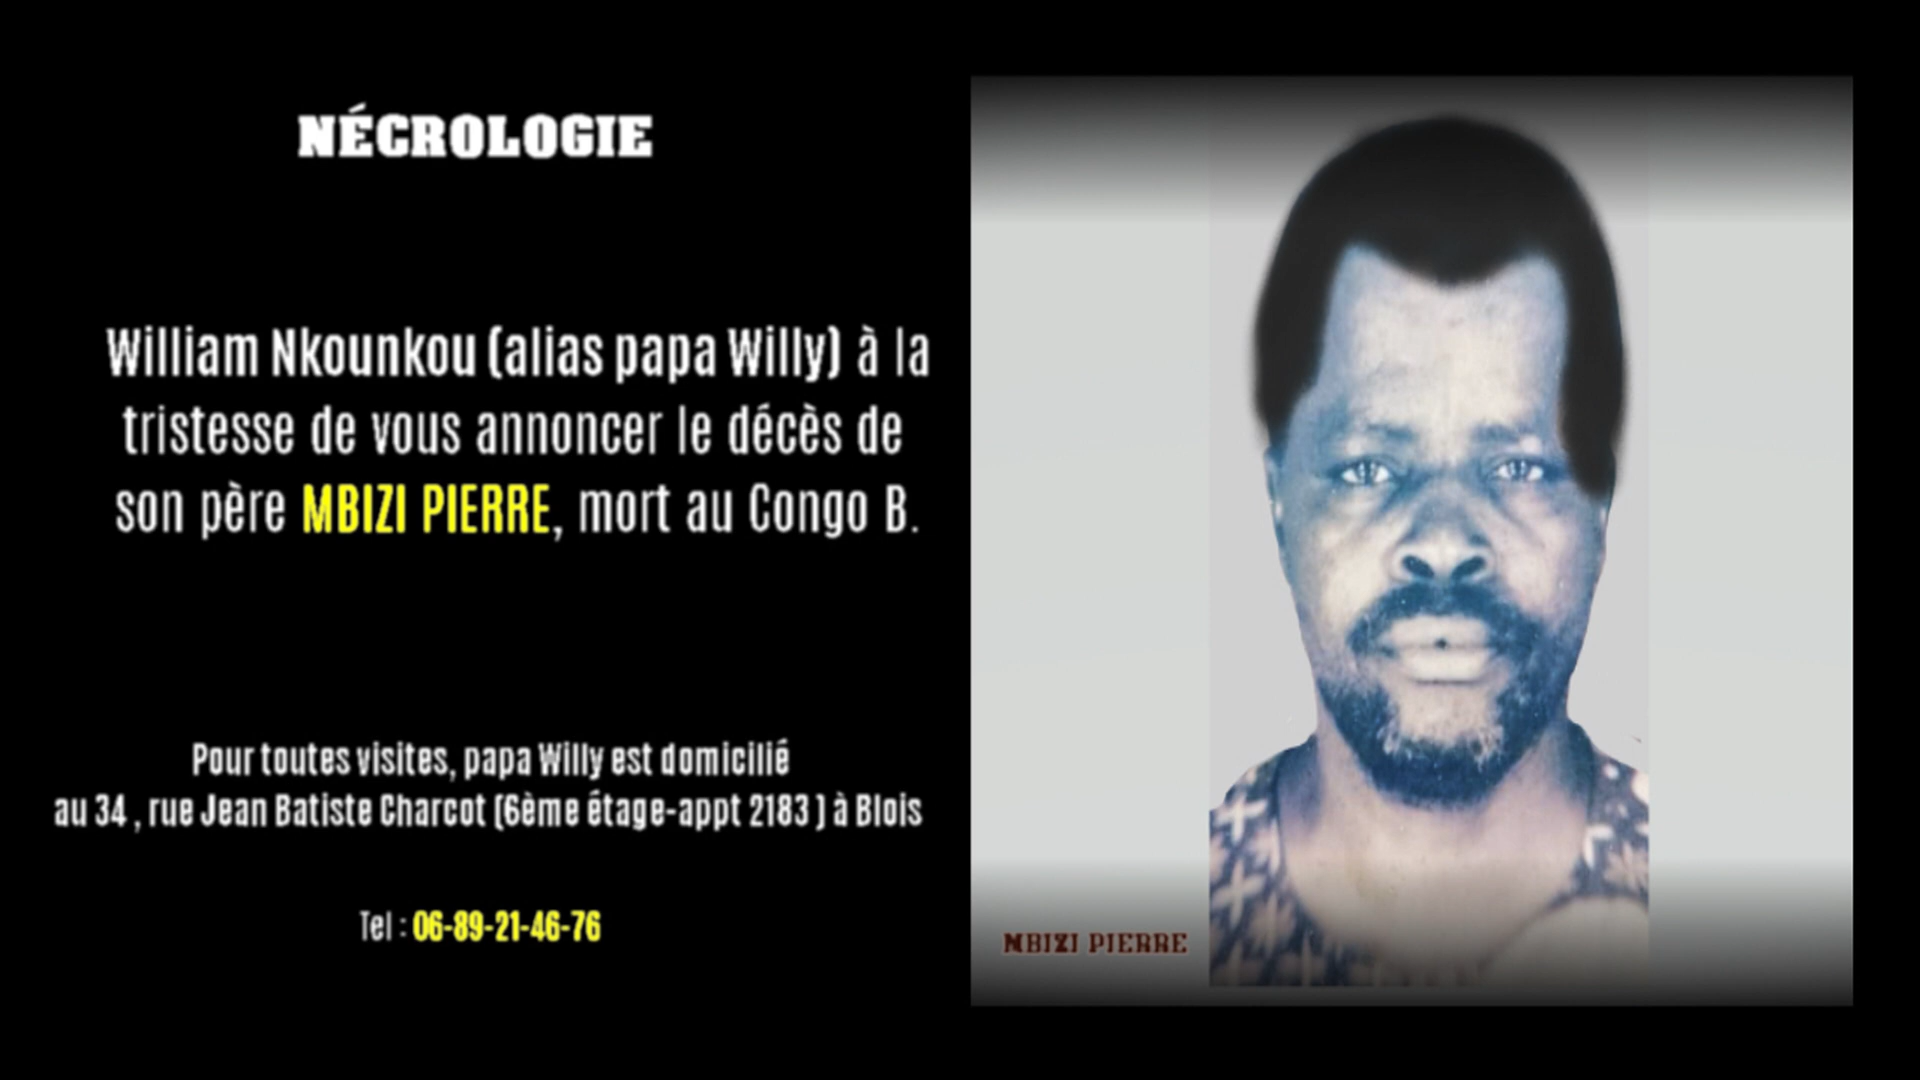 NÉCROLOGIE
William Nkounkou (alias papa Willy) à la
tristesse de vous annoncer le décès de
son père MBIZI PIERRE, mort au Congo B.
Pour toutes visites, papa Willy est domicilié
au 34 , rue Jean Batiste Charcot (6ème étage-appt 2183 ) à Blois
Tel : 06-89-21-46-76
MBIZI PIERRE